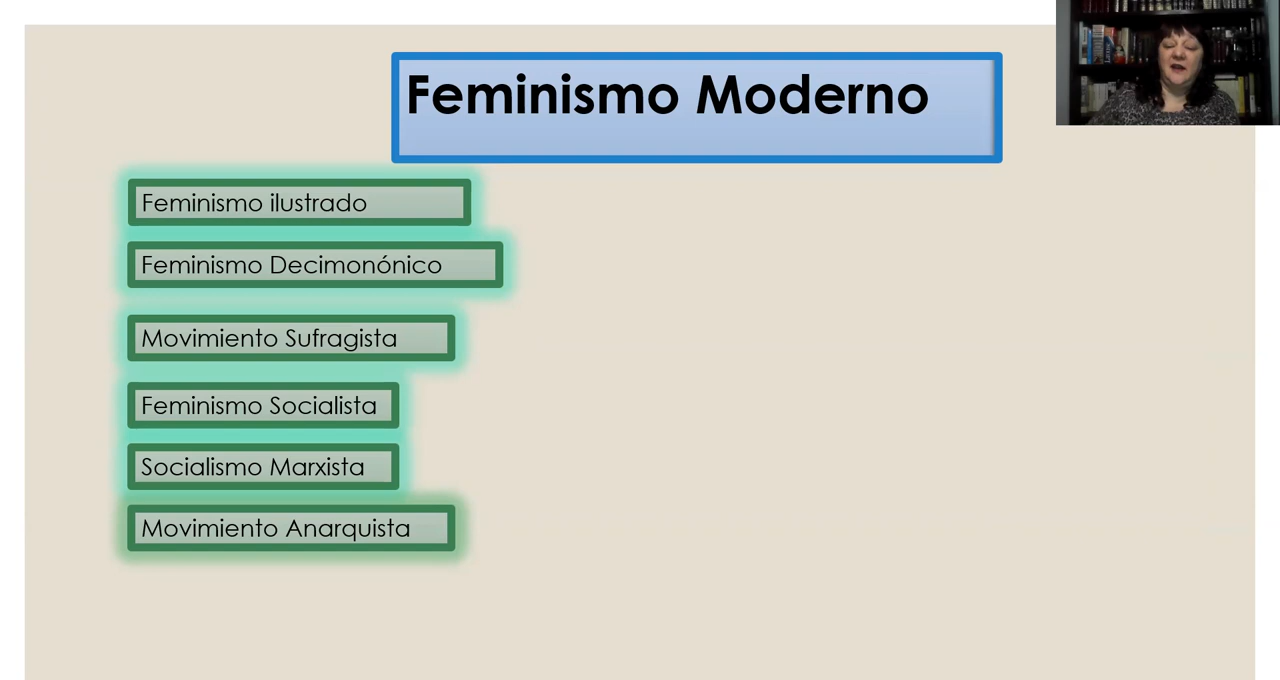 Feminismo Moderno
Feminismo ilustrado
Feminismo Decimonónico
Movimiento Sufragista
Feminismo Socialista
Socialismo Marxista
Movimiento Anarquista